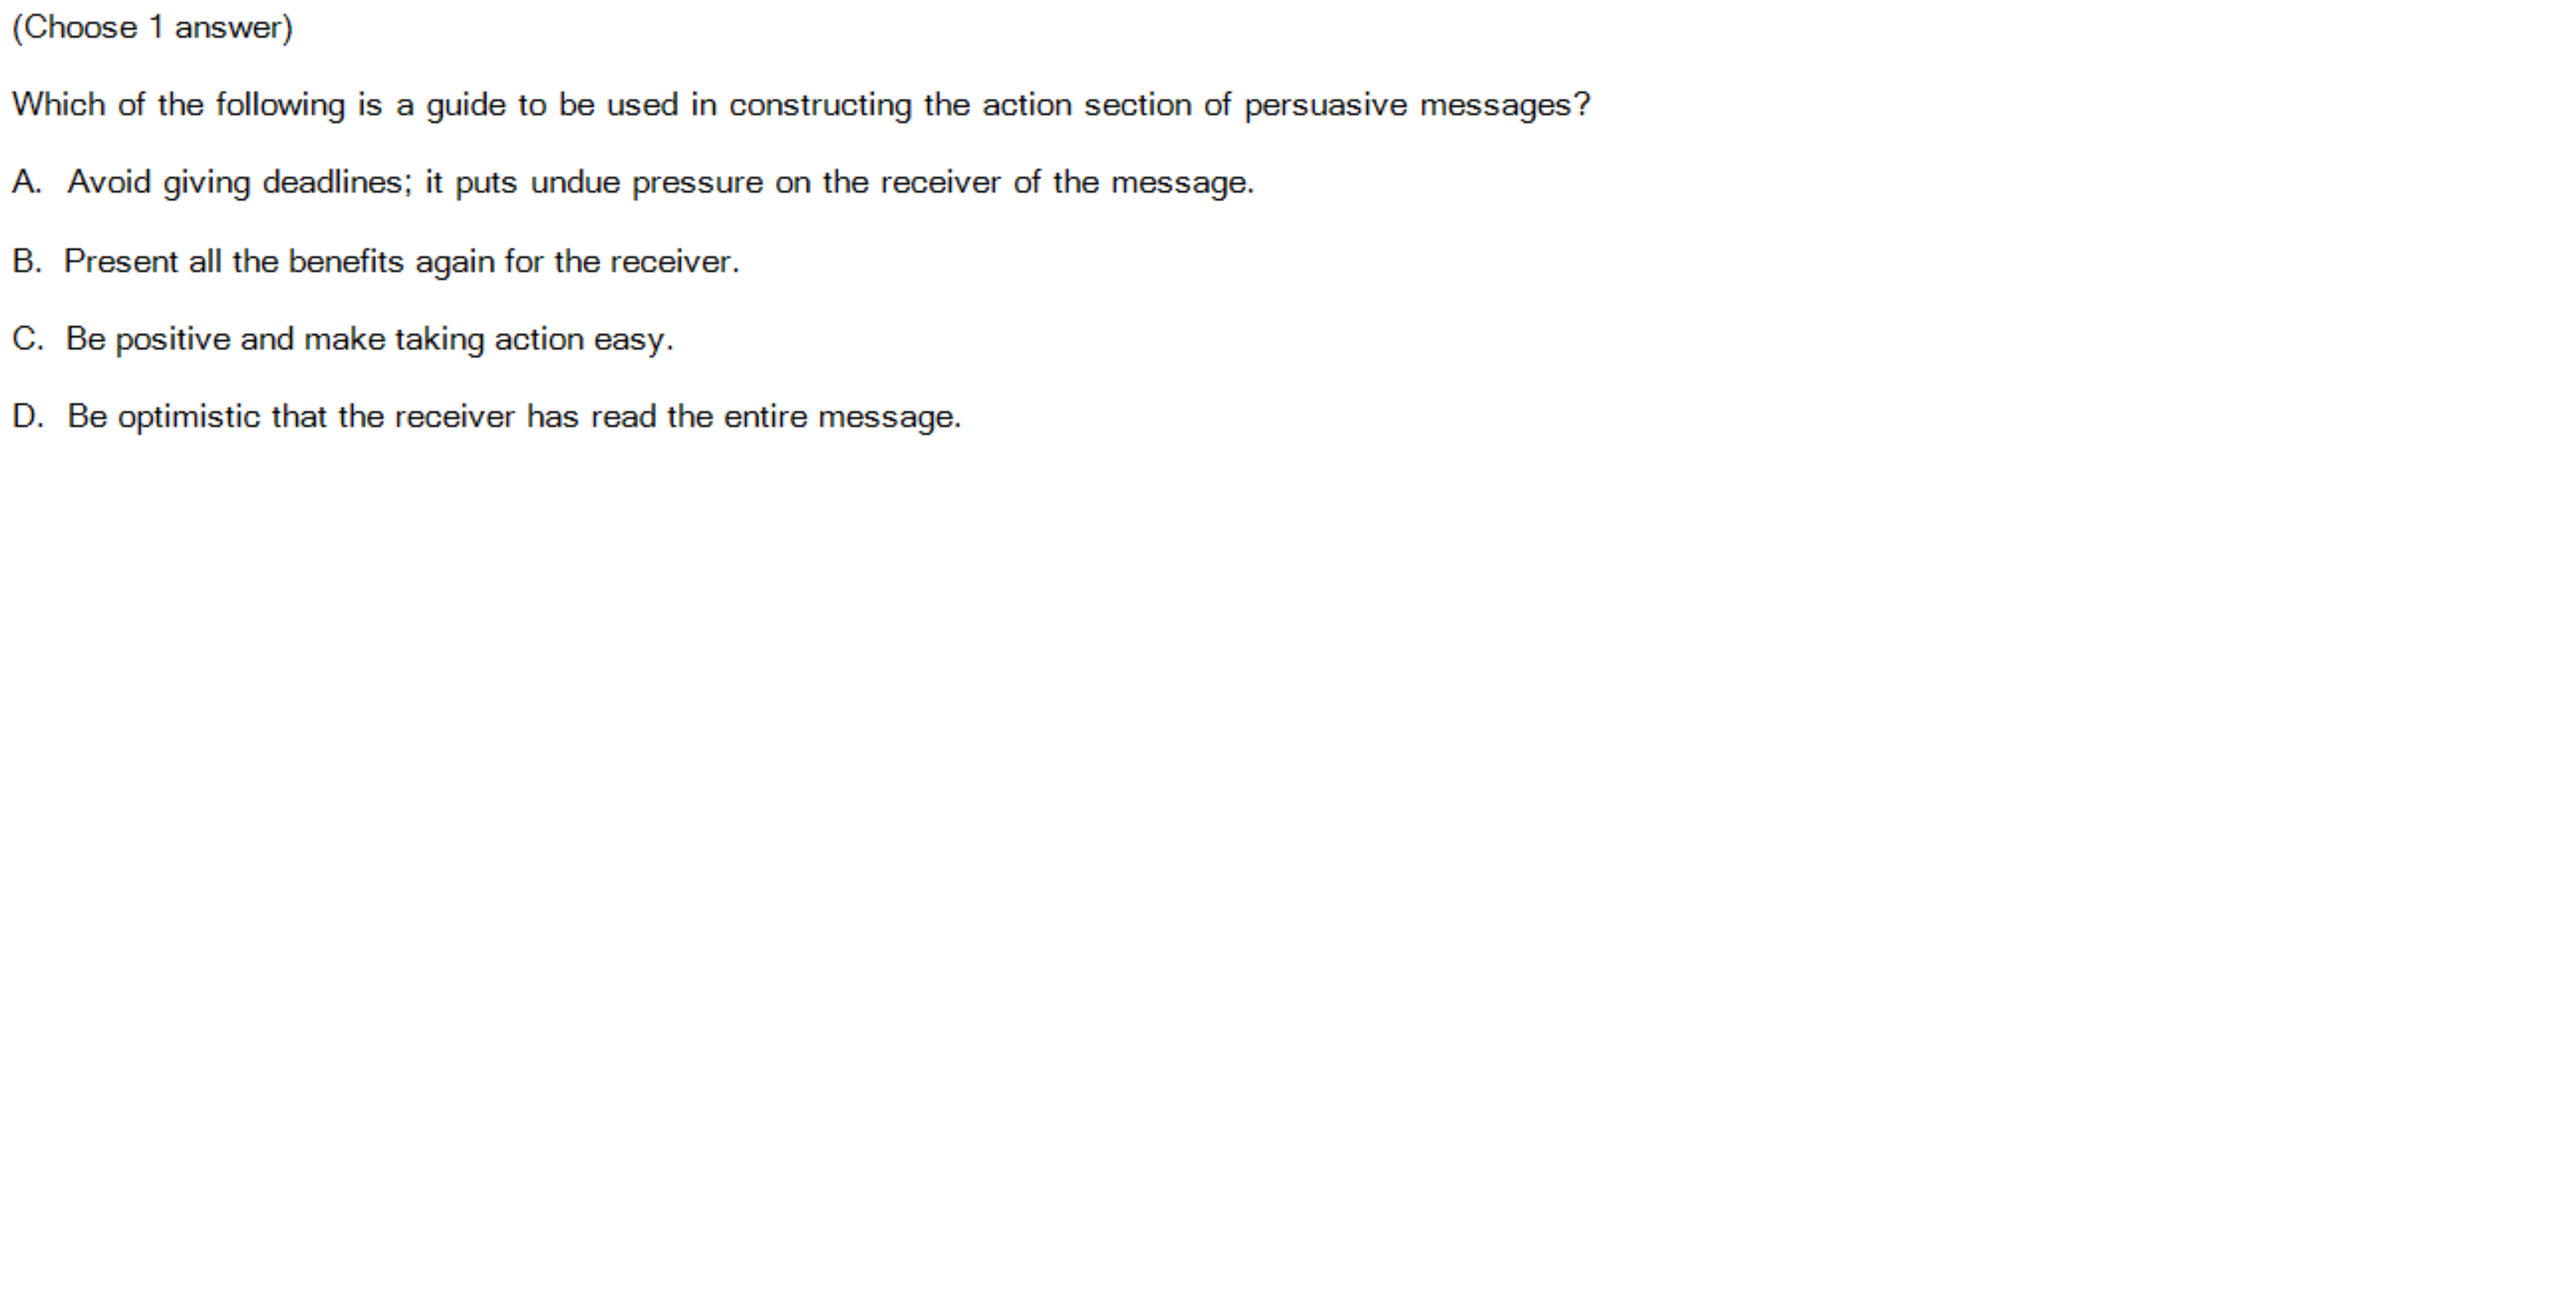 (Choose 1 answer)
Which of the following is a guide to be used in constructing the action section of persuasive messages?
A. Avoid giving deadlines; it puts undue pressure on the receiver of the message.
B. Present all the benefits again for the receiver.
C. Be positive and make taking action easy.
D. Be optimistic that the receiver has read the entire message.